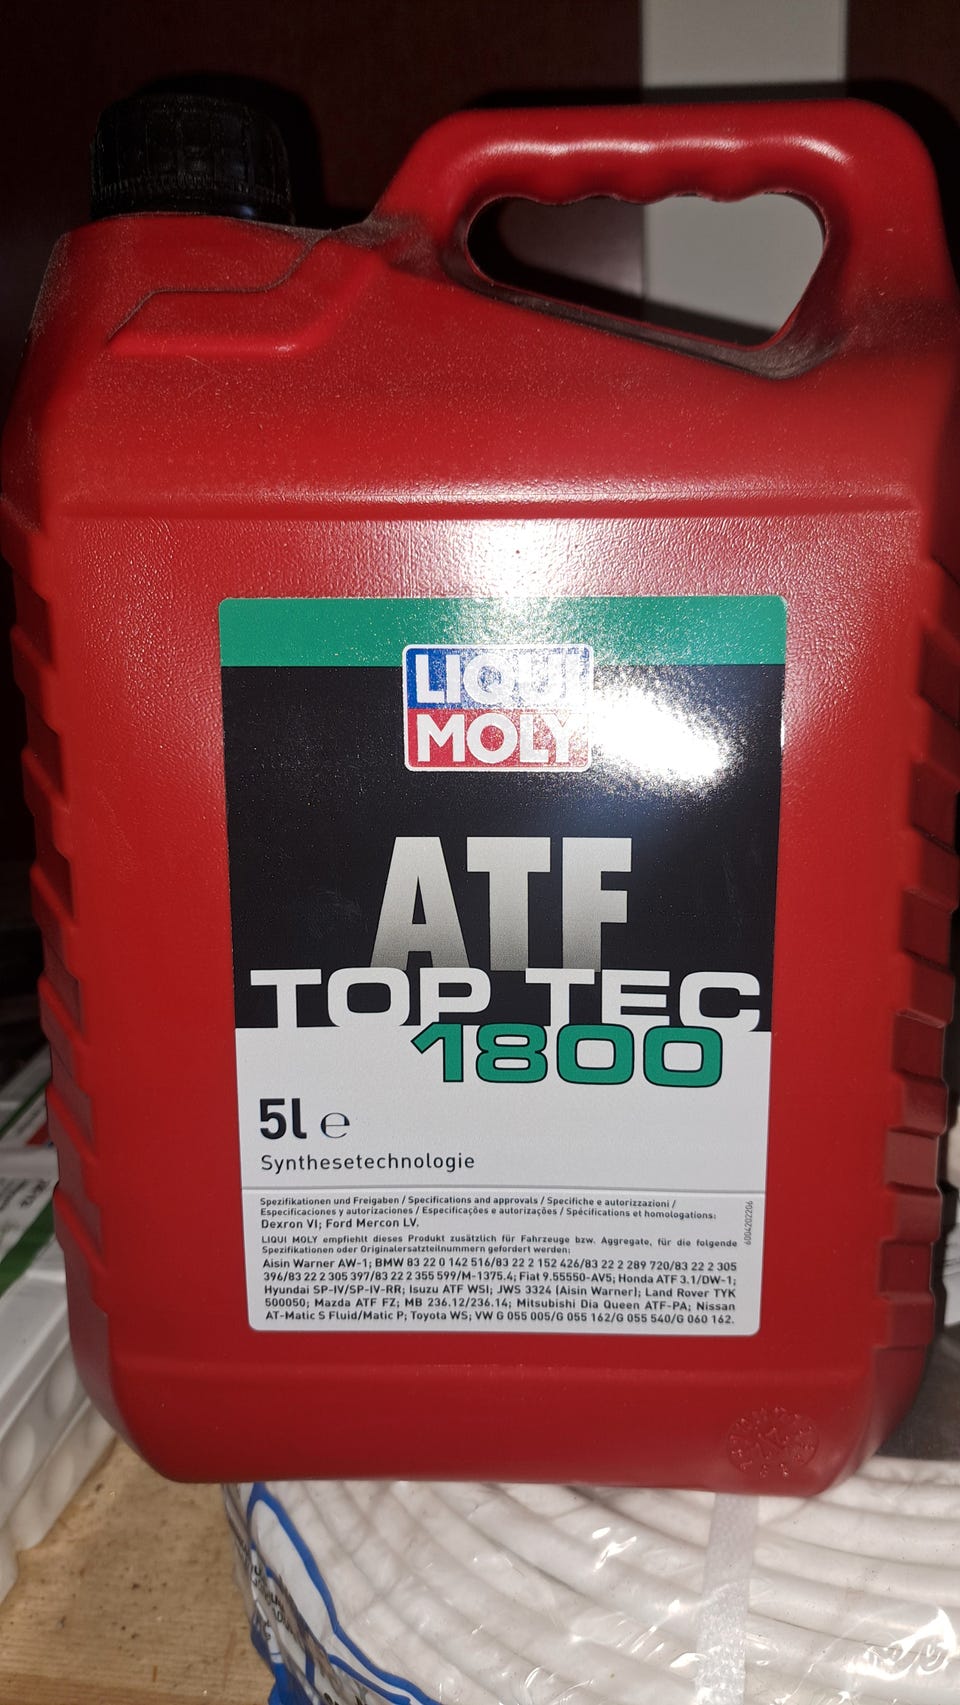 LIQUI
MOLY
ATF
TOP TEC
1800
5l e
Synthesetechnologie
Spezifikationen und Freigaben / Specifications and approvals / Specifiche e autorizzazioni /
Especificaciones y autorizaciones / Especificações e autorizações / Spécifications et homologations:
Dexron VI; Ford Mercon LV.
LIQUI MOLY empfiehlt dieses Produkt zusätzlich für Fahrzeuge bzw. Aggregate, für die folgende
Spezifikationen oder Originalersatzteilnummern gefordert werden:
Aisin Warner AW-1; BMW 83 22 0 142 516/83 22 2 152 426/83 22 2 289 720/83 22 2 305
396/83 22 2 305 397/83 22 2 355 599/M-1375.4; Fiat 9.55550-AV5; Honda ATF 3.1/DW-1;
Hyundai SP-IV/SP-IV-RR; Isuzu ATF WSI; JWS 3324 (Aisin Warner); Land Rover TYK
500050; Mazda ATF FZ; MB 236.12/236.14; Mitsubishi Dia Queen ATF-PA; Nissan
AT-Matic S Fluid/Matic P; Toyota WS; VW G 055 005/G 055 162/G 055 540/G 060 162.
6004202206